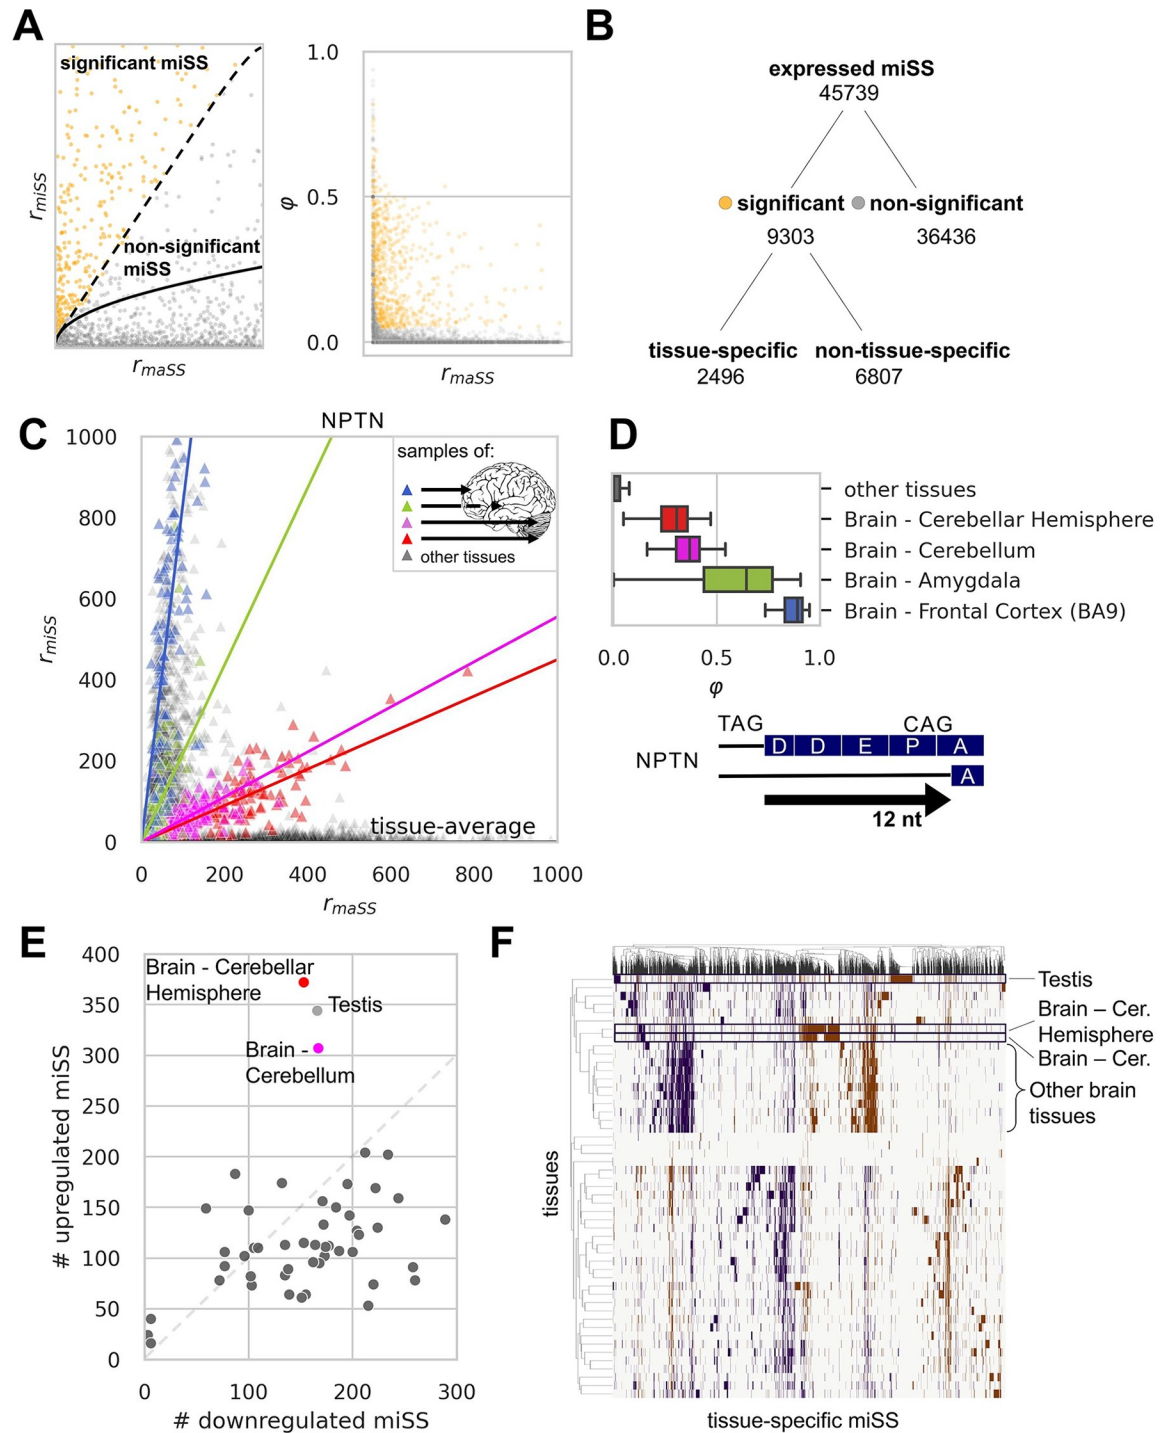 A
significant miSS
non-significant
miSS
r_miSS
r_maSS
1.0
0.5
0.0
φ
r_maSS
B
expressed miSS
45739
significant
non-significant
9303
36436
tissue-specific
non-tissue-specific
2496
6807
C
NPTN
1000
800
600
400
200
0
r_miSS
samples of:
other tissues
tissue-average
0
200
400
600
800
1000
r_maSS
D
other tissues
Brain - Cerebellar Hemisphere
Brain - Cerebellum
Brain - Amygdala
Brain - Frontal Cortex (BA9)
0.0
0.5
1.0
φ
TAG
CAG
D D E P A
NPTN
A
12 nt
E
400
350
300
250
200
150
100
50
0
# upregulated miSS
Brain - Cerebellar
Hemisphere
Testis
Brain -
Cerebellum
0
100
200
300
# downregulated miSS
F
Testis
Brain – Cer.
Hemisphere
Brain – Cer.
Other brain
tissues
tissues
tissue-specific miSS